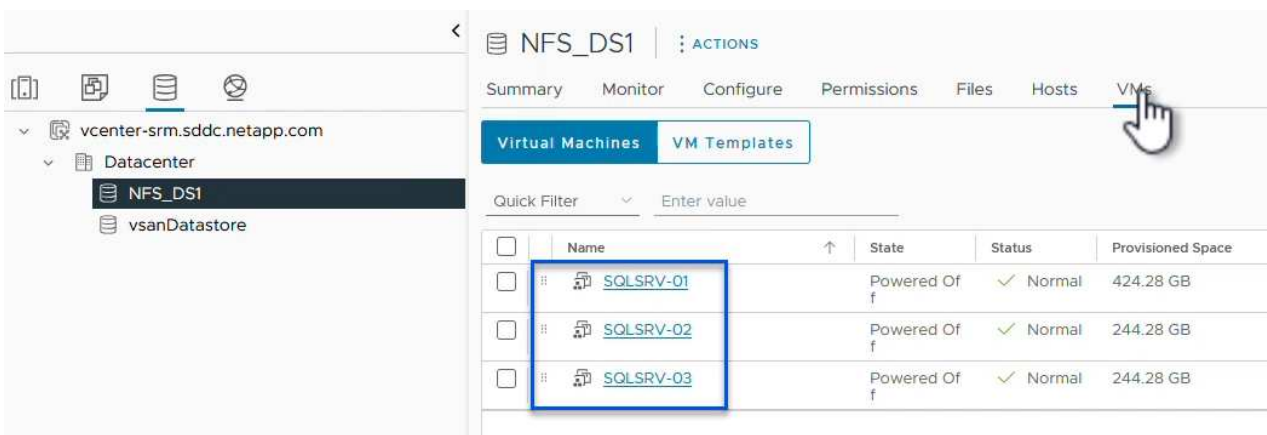 NFS_DS1
ACTIONS
Summary Monitor Configure Permissions Files Hosts VMs
vcenter-srm.sddc.netapp.com
Datacenter
NFS_DS1
vsanDatastore
Virtual Machines VM Templates
Quick Filter Enter value
Name State Status Provisioned Space
SQLSRV-01 Powered Of Normal 424.28 GB
f
SQLSRV-02 Powered Of Normal 244.28 GB
f
SQLSRV-03 Powered Of Normal 244.28 GB
f